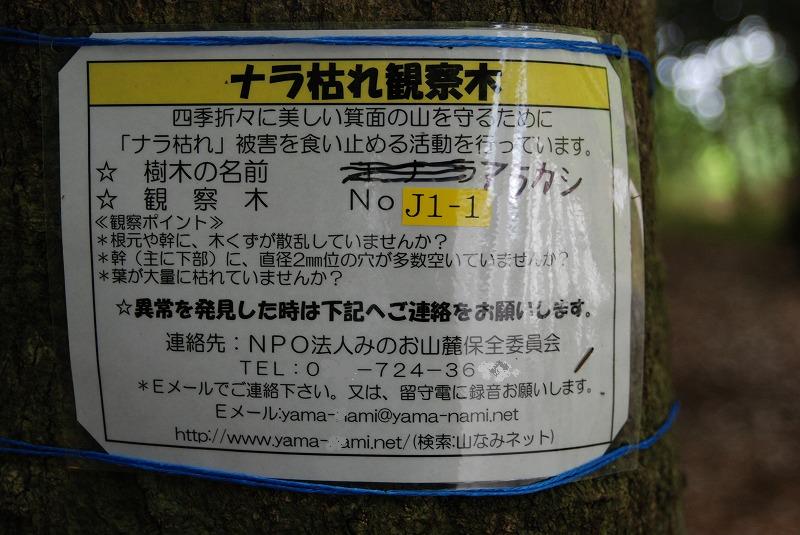 ナラ枯れ観察木
四季折々に美しい箕面の山を守るために
「ナラ枯れ」被害を食い止める活動を行っています。
☆ 樹木の名前 アラカシ
☆ 観察木 No J1-1
≪観察ポイント≫
*根元や幹に、木くずが散乱していませんか?
*幹(主に下部)に、直径2mm位の穴が多数空いていませんか?
*葉が大量に枯れていませんか?
☆異常を発見した時は下記へご連絡をお願いします。
連絡先:NPO法人みのお山麓保全委員会
TEL:0 -724-36
*Eメールでご連絡下さい。又は、留守電に録音お願いします。
Eメール:yama- ami@yama-nami.net
http://www.yama- ami.net/(検索:山なみネット)